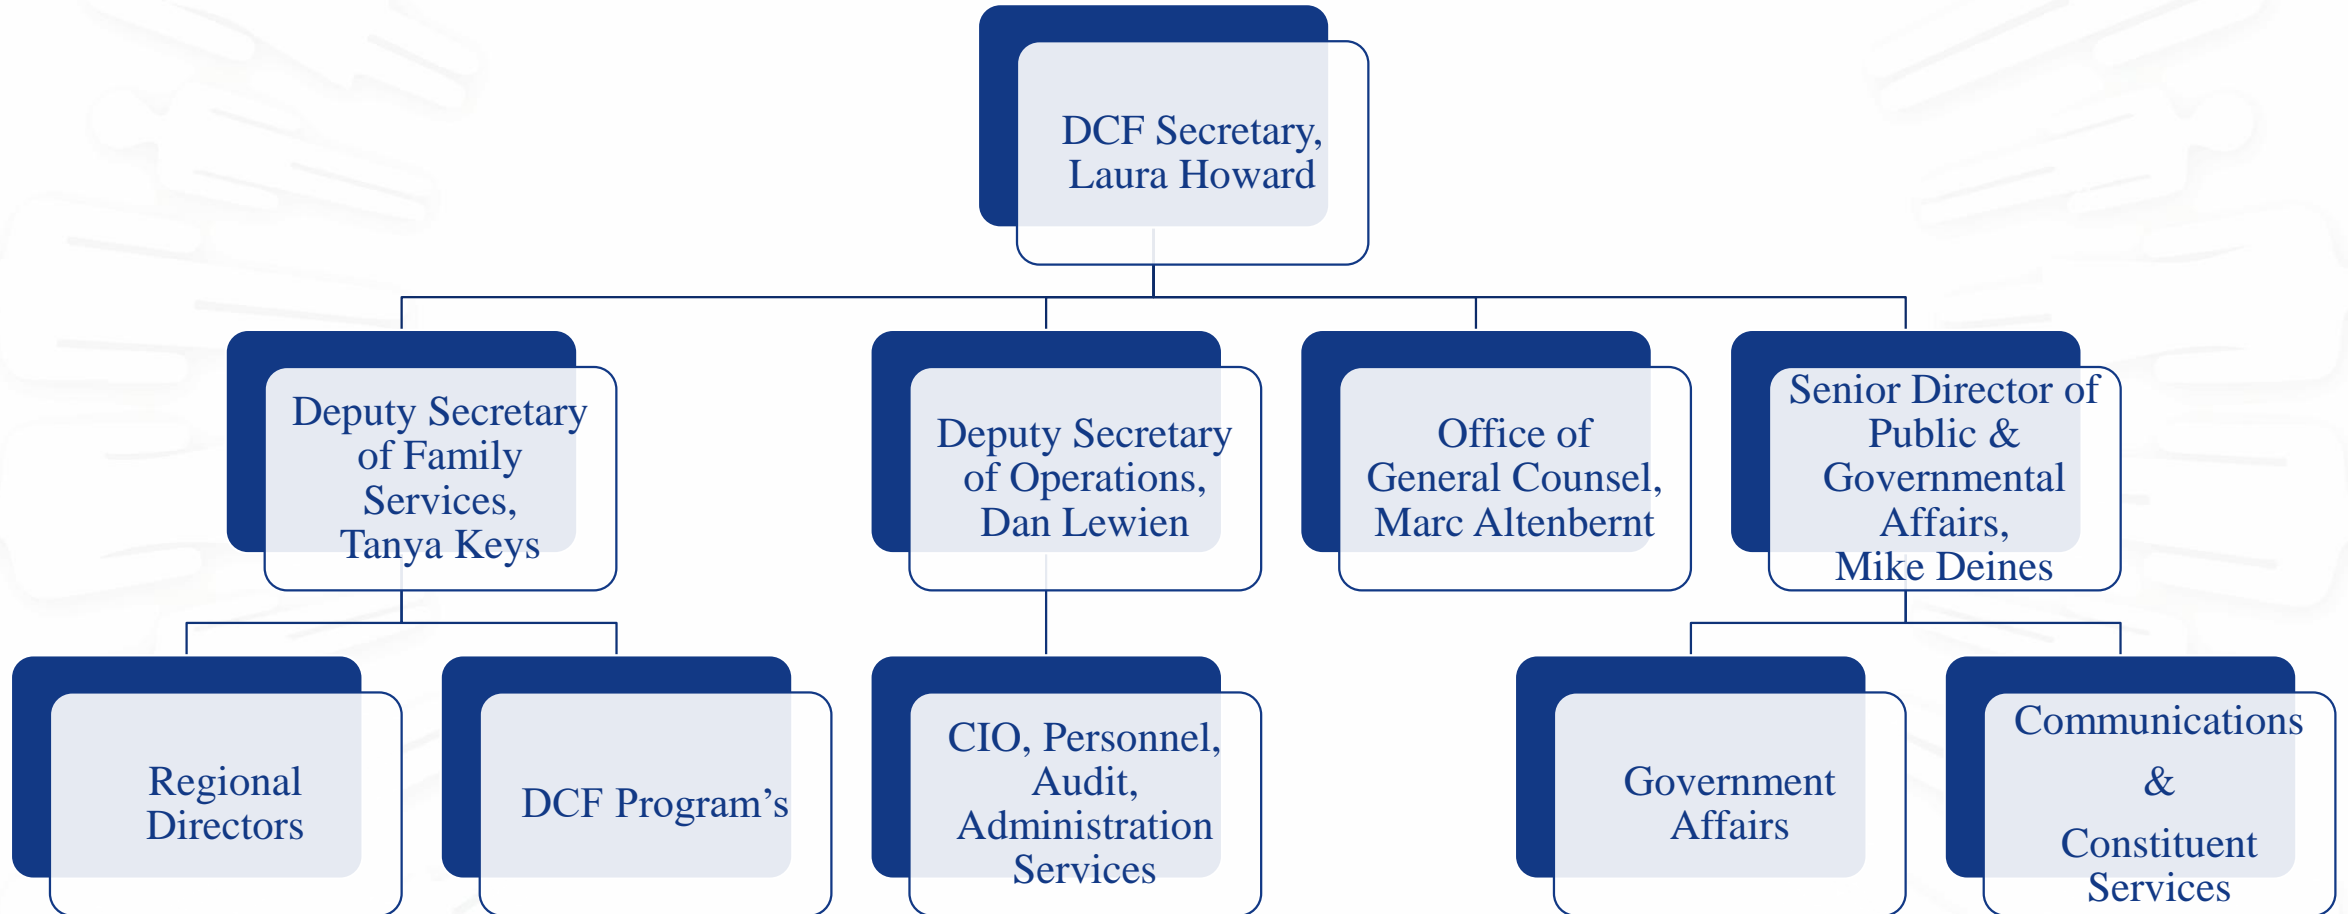 DCF Secretary,
Laura Howard
Deputy Secretary
of Family
Services,
Tanya Keys
Deputy Secretary
of Operations,
Dan Lewien
Office of
General Counsel,
Marc Altenbernt
Senior Director of
Public &
Governmental
Affairs,
Mike Deines
Regional
Directors
DCF Program’s
CIO, Personnel,
Audit,
Administration
Services
Government
Affairs
Communications
&
Constituent
Services